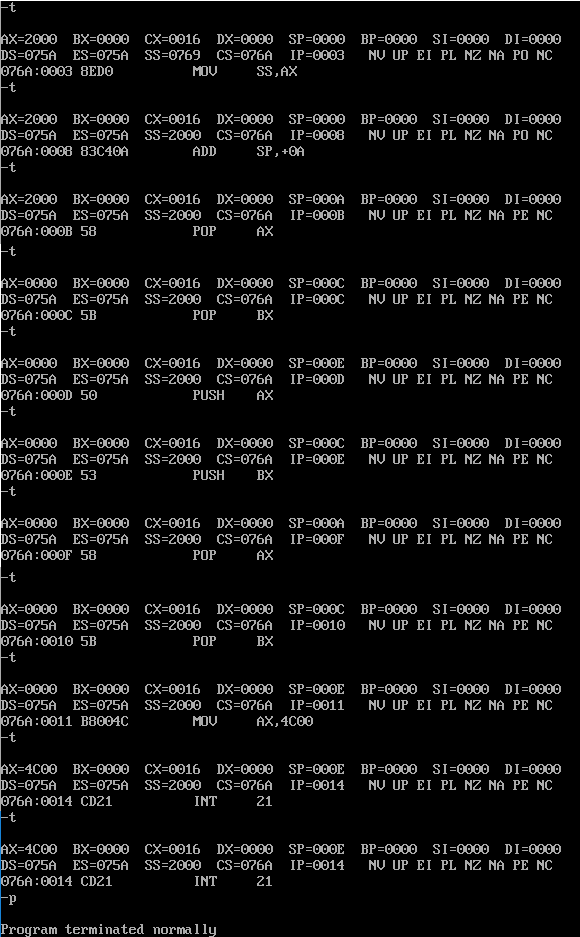 -t
AX=2000 BX=0000 CX=0016 DX=0000 SP=0000 BP=0000 SI=0000 DI=0000
DS=075A ES=075A SS=0769 CS=076A IP=0003 NV UP EI PL NZ NA PO NC
076A:0003 8ED0 MOV SS,AX
-t
AX=2000 BX=0000 CX=0016 DX=0000 SP=0000 BP=0000 SI=0000 DI=0000
DS=075A ES=075A SS=2000 CS=076A IP=0008 NV UP EI PL NZ NA PO NC
076A:0008 83C40A ADD SP,+0A
-t
AX=2000 BX=0000 CX=0016 DX=0000 SP=000A BP=0000 SI=0000 DI=0000
DS=075A ES=075A SS=2000 CS=076A IP=000B NV UP EI PL NZ NA PE NC
076A:000B 58 POP AX
-t
AX=0000 BX=0000 CX=0016 DX=0000 SP=000C BP=0000 SI=0000 DI=0000
DS=075A ES=075A SS=2000 CS=076A IP=000C NV UP EI PL NZ NA PE NC
076A:000C 5B POP BX
-t
AX=0000 BX=0000 CX=0016 DX=0000 SP=000E BP=0000 SI=0000 DI=0000
DS=075A ES=075A SS=2000 CS=076A IP=000D NV UP EI PL NZ NA PE NC
076A:000D 50 PUSH AX
-t
AX=0000 BX=0000 CX=0016 DX=0000 SP=000C BP=0000 SI=0000 DI=0000
DS=075A ES=075A SS=2000 CS=076A IP=000E NV UP EI PL NZ NA PE NC
076A:000E 53 PUSH BX
-t
AX=0000 BX=0000 CX=0016 DX=0000 SP=000A BP=0000 SI=0000 DI=0000
DS=075A ES=075A SS=2000 CS=076A IP=000F NV UP EI PL NZ NA PE NC
076A:000F 58 POP AX
-t
AX=0000 BX=0000 CX=0016 DX=0000 SP=000C BP=0000 SI=0000 DI=0000
DS=075A ES=075A SS=2000 CS=076A IP=0010 NV UP EI PL NZ NA PE NC
076A:0010 5B POP BX
-t
AX=0000 BX=0000 CX=0016 DX=0000 SP=000E BP=0000 SI=0000 DI=0000
DS=075A ES=075A SS=2000 CS=076A IP=0011 NV UP EI PL NZ NA PE NC
076A:0011 B8004C MOV AX,4C00
-t
AX=4C00 BX=0000 CX=0016 DX=0000 SP=000E BP=0000 SI=0000 DI=0000
DS=075A ES=075A SS=2000 CS=076A IP=0014 NV UP EI PL NZ NA PE NC
076A:0014 CD21 INT 21
-t
AX=4C00 BX=0000 CX=0016 DX=0000 SP=000E BP=0000 SI=0000 DI=0000
DS=075A ES=075A SS=2000 CS=076A IP=0014 NV UP EI PL NZ NA PE NC
076A:0014 CD21 INT 21
-p
Program terminated normally